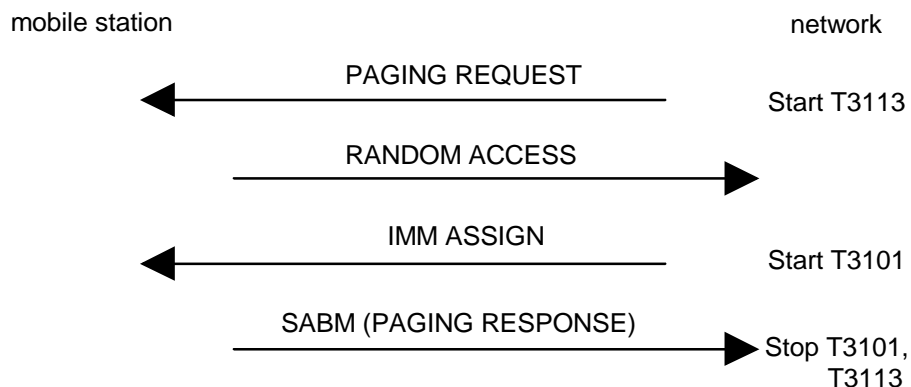 mobile station
network
PAGING REQUEST
Start T3113
RANDOM ACCESS
IMM ASSIGN
Start T3101
SABM (PAGING RESPONSE)
Stop T3101,
T3113